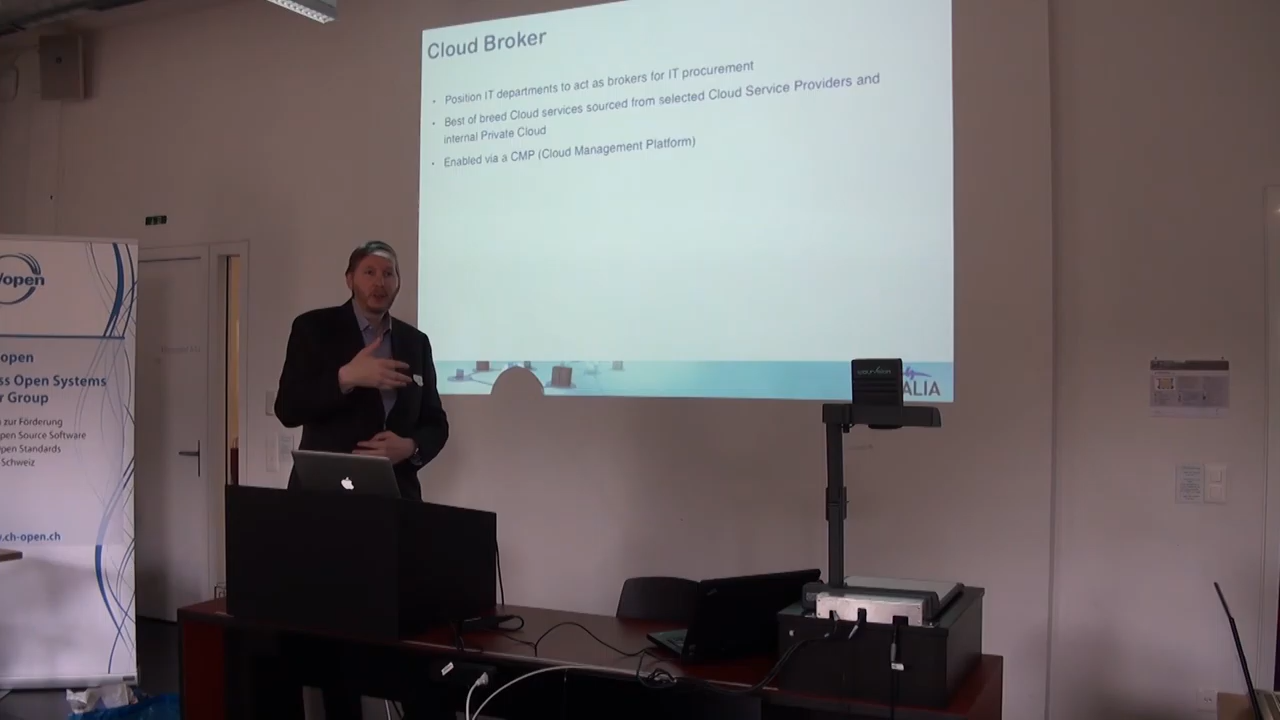 Cloud Broker
Position IT departments to act as brokers for IT procurement
Best of breed Cloud services sourced from selected Cloud Service Providers and
internal Private Cloud
Enabled via a CMP (Cloud Management Platform)
ALIA
/open
open
ss Open Systems
r Group
zur Förderung
pen Source Software
pen Standards
Schweiz
w.ch-open.ch